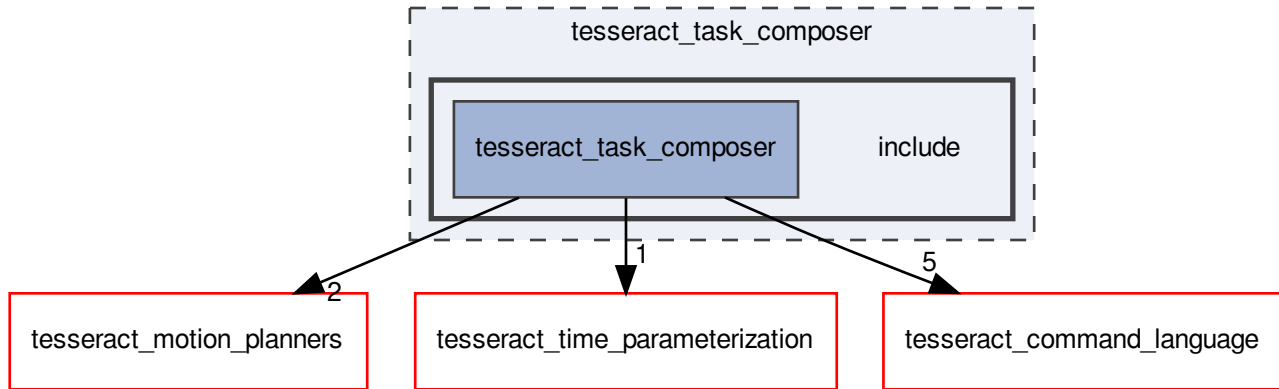 tesseract_task_composer
tesseract_task_composer
include
2
1
5
tesseract_motion_planners
tesseract_time_parameterization
tesseract_command_language